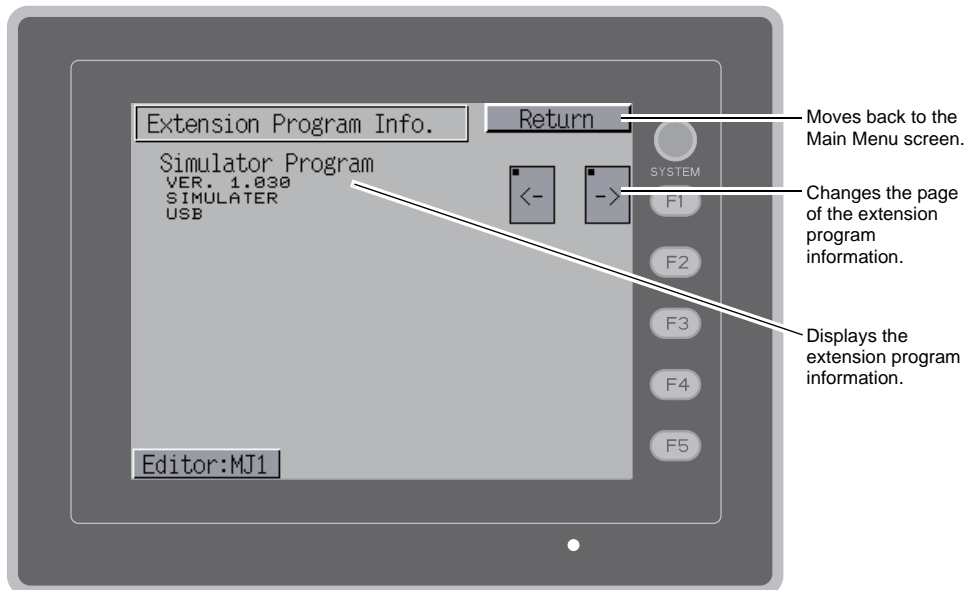 Extension Program Info.
Return
Simulator Program
VER. 1.030
SIMULATER
USB
<-
->
Editor:MJ1
SYSTEM
F1
F2
F3
F4
F5
Moves back to the
Main Menu screen.
Changes the page
of the extension
program
information.
Displays the
extension program
information.